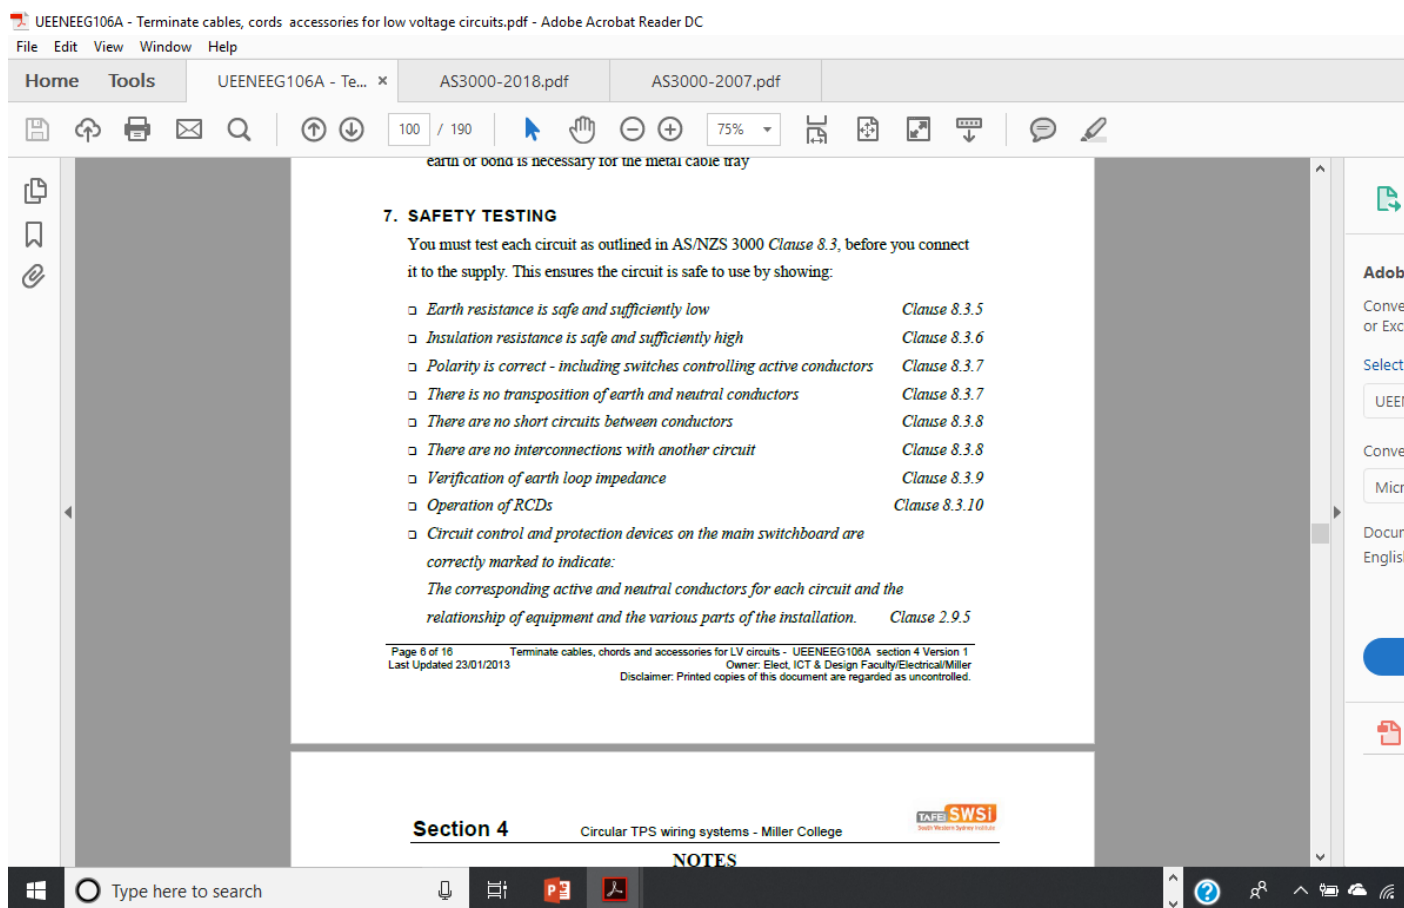 UEENEEG106A - Terminate cables, cords  accessories for low voltage circuits.pdf - Adobe Acrobat Reader DC
File Edit View Window Help
Home Tools UEENEEG106A - Te... × AS3000-2018.pdf AS3000-2007.pdf
100 / 190 75%
earth or bond is necessary for the metal cable tray
7. SAFETY TESTING
You must test each circuit as outlined in AS/NZS 3000 Clause 8.3, before you connect
it to the supply. This ensures the circuit is safe to use by showing:
Earth resistance is safe and sufficiently low Clause 8.3.5
Insulation resistance is safe and sufficiently high Clause 8.3.6
Polarity is correct - including switches controlling active conductors Clause 8.3.7
There is no transposition of earth and neutral conductors Clause 8.3.7
There are no short circuits between conductors Clause 8.3.8
There are no interconnections with another circuit Clause 8.3.8
Verification of earth loop impedance Clause 8.3.9
Operation of RCDs Clause 8.3.10
Circuit control and protection devices on the main switchboard are
correctly marked to indicate:
The corresponding active and neutral conductors for each circuit and the
relationship of equipment and the various parts of the installation. Clause 2.9.5
Page 6 of 16 Terminate cables, chords and accessories for LV circuits - UEENEEG106A section 4 Version 1
Last Updated 23/01/2013 Owner: Elect, ICT & Design Faculty/Electrical/Miller
Disclaimer: Printed copies of this document are regarded as uncontrolled.
Section 4 Circular TPS wiring systems - Miller College
TAFE SWSi
South Western Sydney Institute
NOTES
Adob
Conve
or Exc
Select
UEEN
Conve
Micr
Docur
Englis
Type here to search